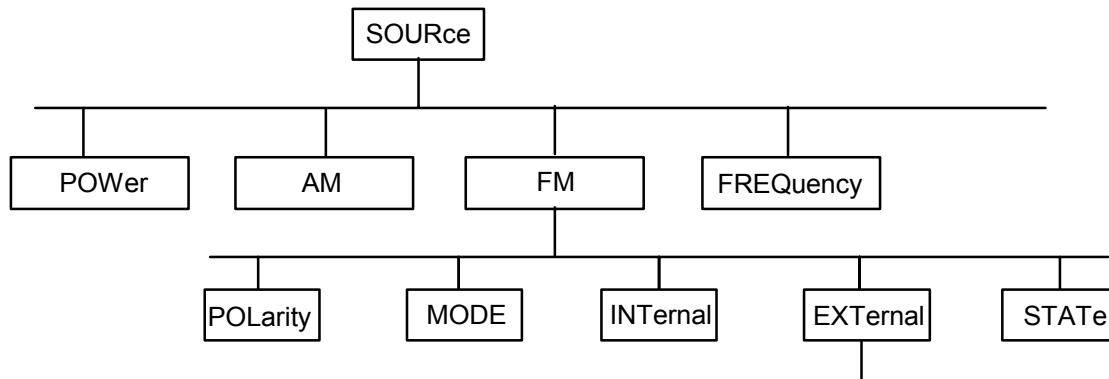 SOURce
POWer
AM
FM
FREQuency
POLarity
MODE
INTernal
EXTernal
STATe